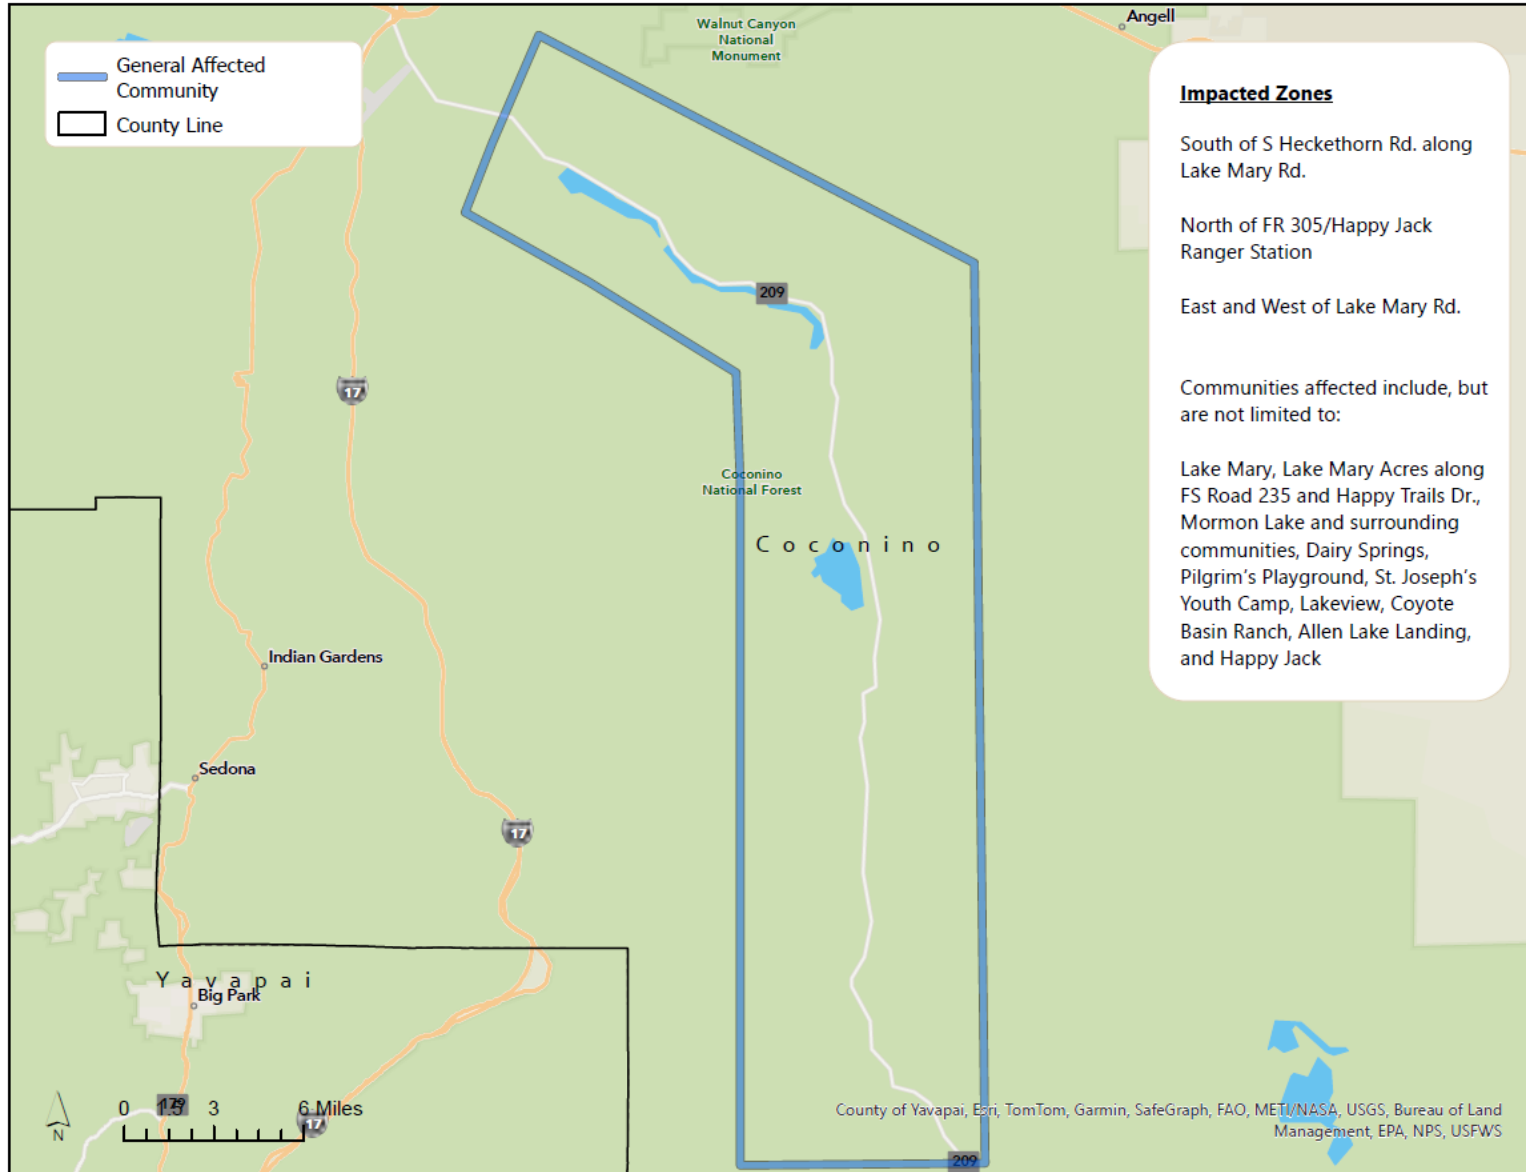 Walnut Canyon
National
Monument
Angell
General Affected
Community
County Line
Impacted Zones
South of S Heckethorn Rd. along
Lake Mary Rd.
North of FR 305/Happy Jack
Ranger Station
East and West of Lake Mary Rd.
Communities affected include, but
are not limited to:
Lake Mary, Lake Mary Acres along
FS Road 235 and Happy Trails Dr.,
Mormon Lake and surrounding
communities, Dairy Springs,
Pilgrim's Playground, St. Joseph's
Youth Camp, Lakeview, Coyote
Basin Ranch, Allen Lake Landing,
and Happy Jack
209
17
Coconino
National Forest
Coconino
Indian Gardens
Sedona
17
Yavapai
Big Park
179
0 1.5 3 6 Miles
17
N
County of Yavapai, Esri, TomTom, Garmin, SafeGraph, FAO, METI/NASA, USGS, Bureau of Land
Management, EPA, NPS, USFWS
209